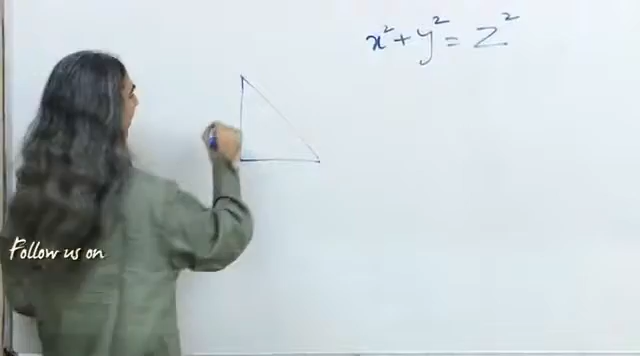 x² + y² = z²
Follow us on